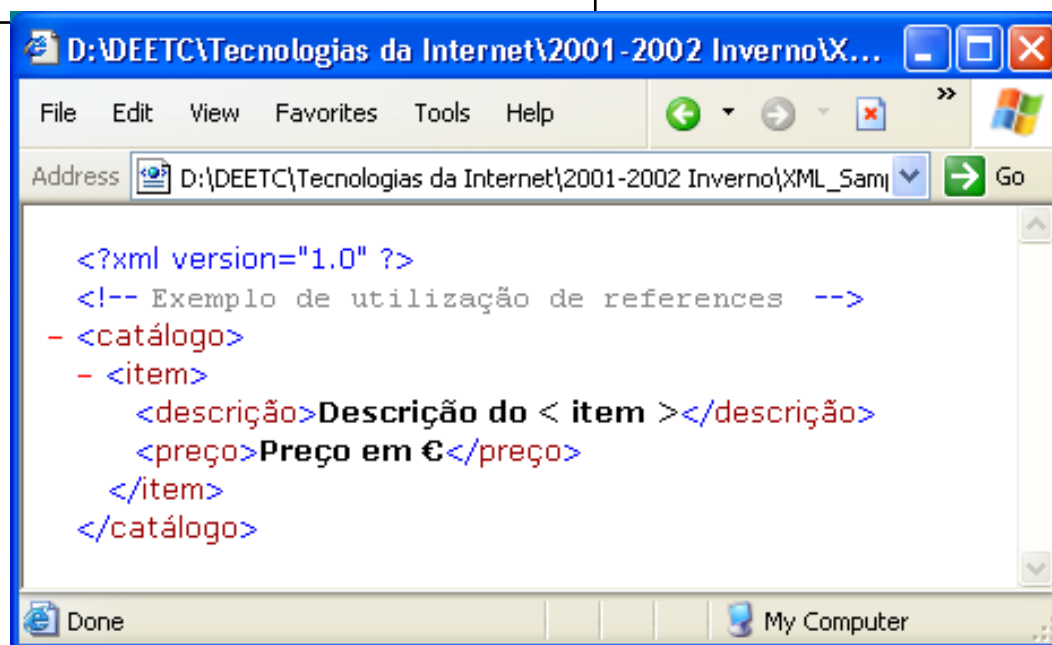 D:\DEETC\Tecnologias da Internet\2001-2002 Inverno\X...
File Edit View Favorites Tools Help »
Address D:\DEETC\Tecnologias da Internet\2001-2002 Inverno\XML_Samp Go
<?xml version="1.0" ?>
<!-- Exemplo de utilização de references -->
– <catálogo>
– <item>
<descrição>Descrição do < item ></descrição>
<preço>Preço em €</preço>
</item>
</catálogo>
Done My Computer